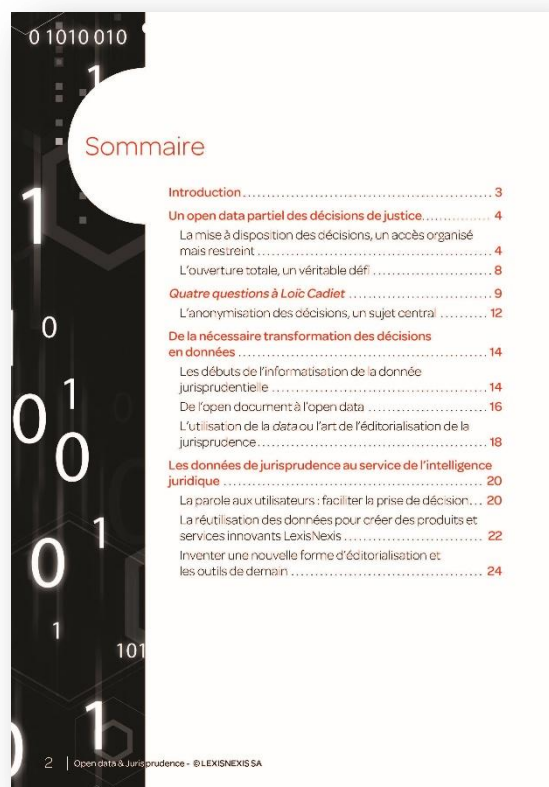 0 1010 010
1
Sommaire
1
Introduction ........................................................ 3
Un open data partiel des décisions de justice ................ 4
La mise à disposition des décisions, un accès organisé
mais restreint ..................................................... 4
L'ouverture totale, un véritable défi ........................... 8
Quatre questions à Loïc Cadiet ................................ 9
L'anonymisation des décisions, un sujet central .......... 12
0
De la nécessaire transformation des décisions
en données ........................................................ 14
Les débuts de l'informatisation de la donnée
jurisprudentielle .................................................. 14
1
0
De l'open document à l'open data ........................... 16
0
L'utilisation de la data ou l'art de l'éditorialisation de la
jurisprudence ..................................................... 18
Les données de jurisprudence au service de l'intelligence
juridique ........................................................... 20
La parole aux utilisateurs : faciliter la prise de décision ... 20
La réutilisation des données pour créer des produits et
services innovants LexisNexis ............................... 22
1
0
Inventer une nouvelle forme d'éditorialisation et
les outils de demain ............................................ 24
1
101
1
0
2 | Open data & Jurisprudence - © LEXISNEXIS SA